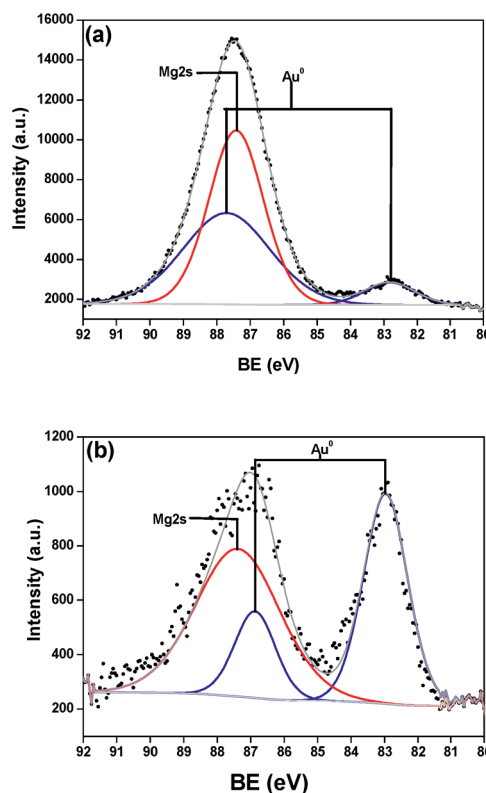 (a)
16000
14000
12000
10000
8000
6000
4000
2000
Intensity (a.u.)
Mg2s
Au⁰
92 91 90 89 88 87 86 85 84 83 82 81 80
BE (eV)
(b)
1200
1000
800
600
400
200
Intensity (a.u.)
Mg2s
Au⁰
92 91 90 89 88 87 86 85 84 83 82 81 80
BE (eV)